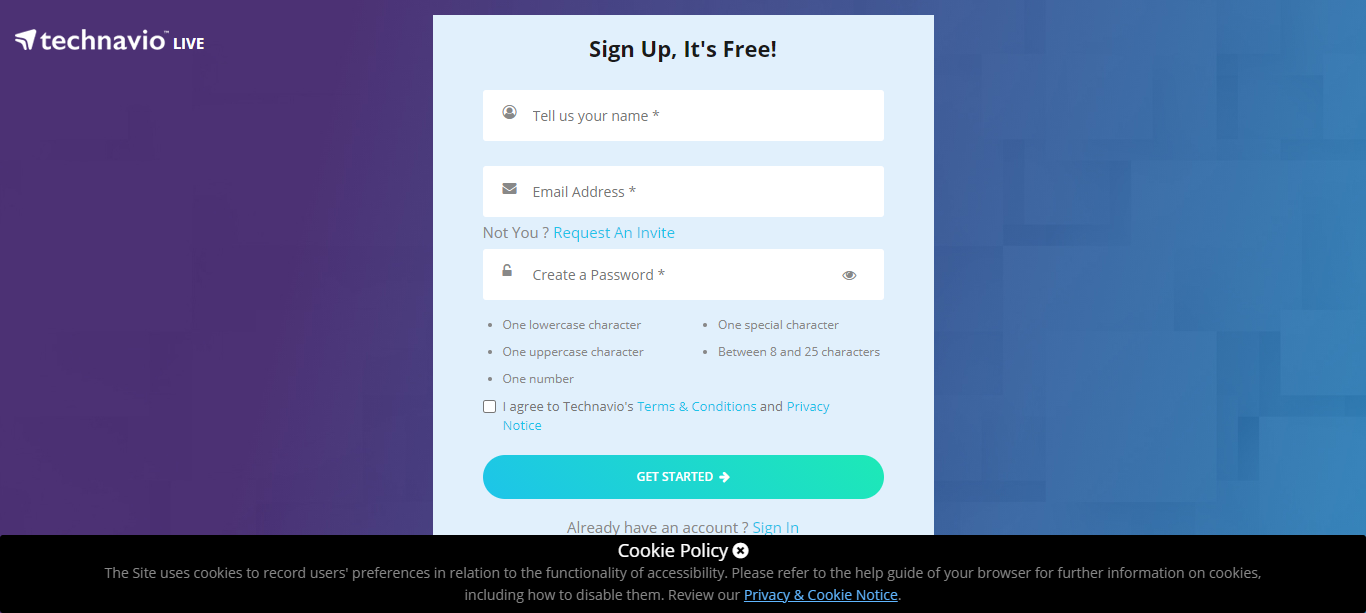 technavio™ LIVE
Sign Up, It's Free!
Tell us your name *
Email Address *
Not You ? Request An Invite
Create a Password *
One lowercase character
One special character
One uppercase character
Between 8 and 25 characters
One number
I agree to Technavio's Terms & Conditions and Privacy
Notice
GET STARTED
Already have an account ? Sign In
Cookie Policy
The Site uses cookies to record users' preferences in relation to the functionality of accessibility. Please refer to the help guide of your browser for further information on cookies,
including how to disable them. Review our Privacy & Cookie Notice.